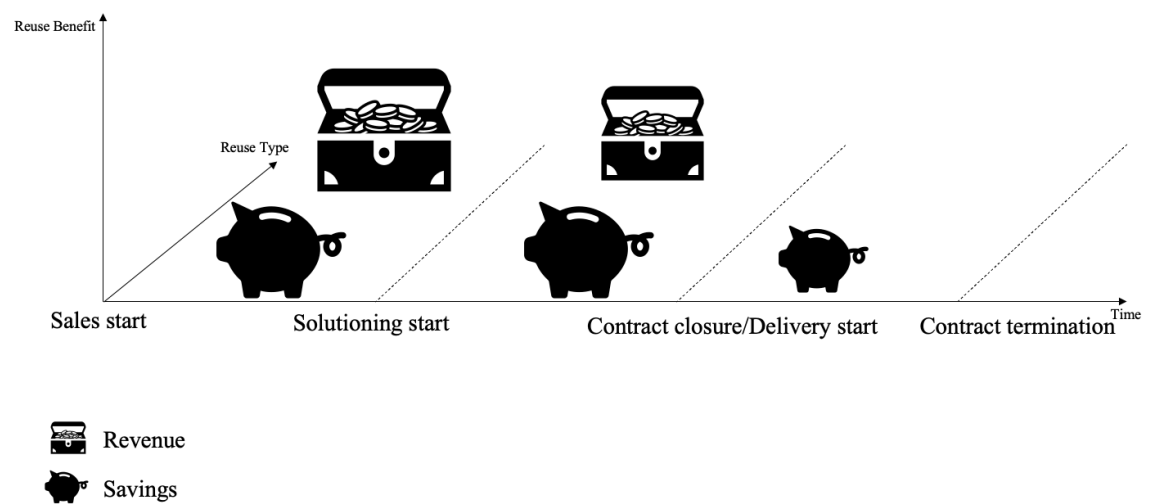 Reuse Benefit
Reuse Type
Sales start
Solutioning start
Contract closure/Delivery start
Contract termination
Time
Revenue
Savings